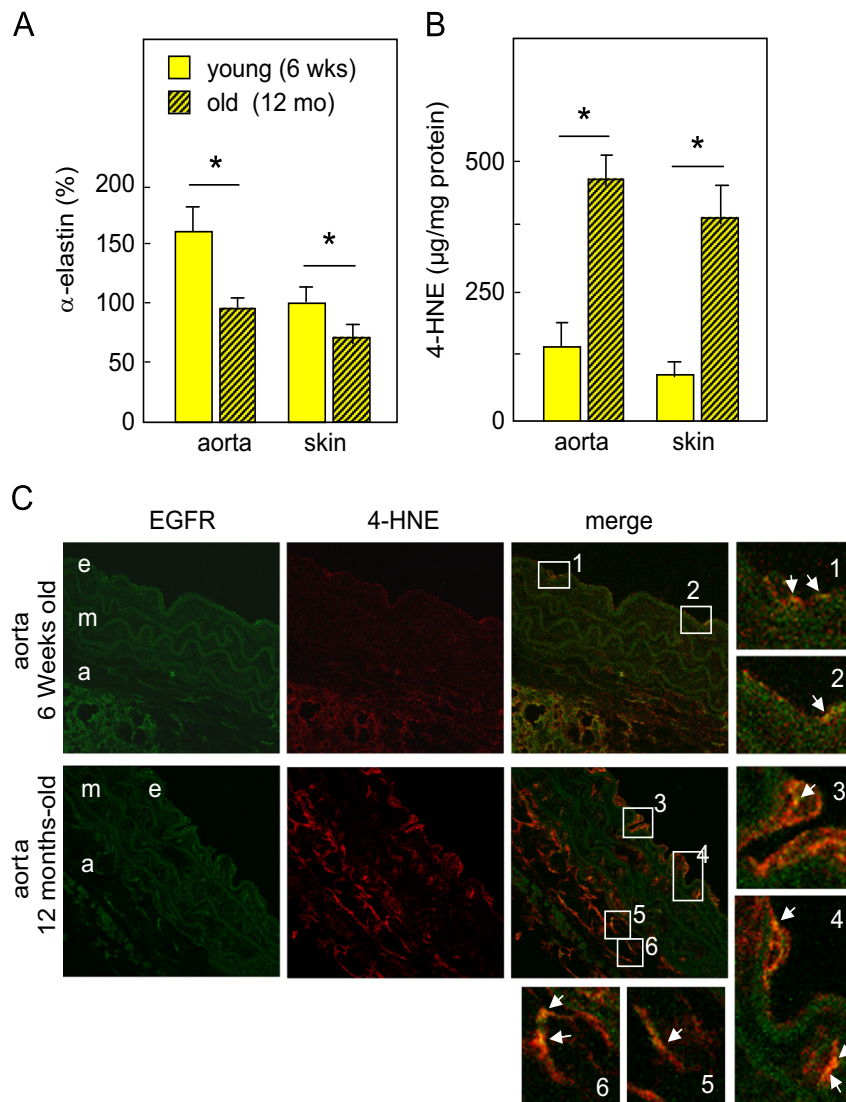 A
young (6 wks)
old (12 mo)
α-elastin (%)
200
150
100
50
0
*
*
aorta
skin
B
4-HNE (µg/mg protein)
500
250
0
*
*
aorta
skin
C
EGFR
4-HNE
merge
aorta
6 Weeks old
e
m
a
1
2
1
2
aorta
12 months-old
m
e
a
3
4
5
6
3
4
6
5